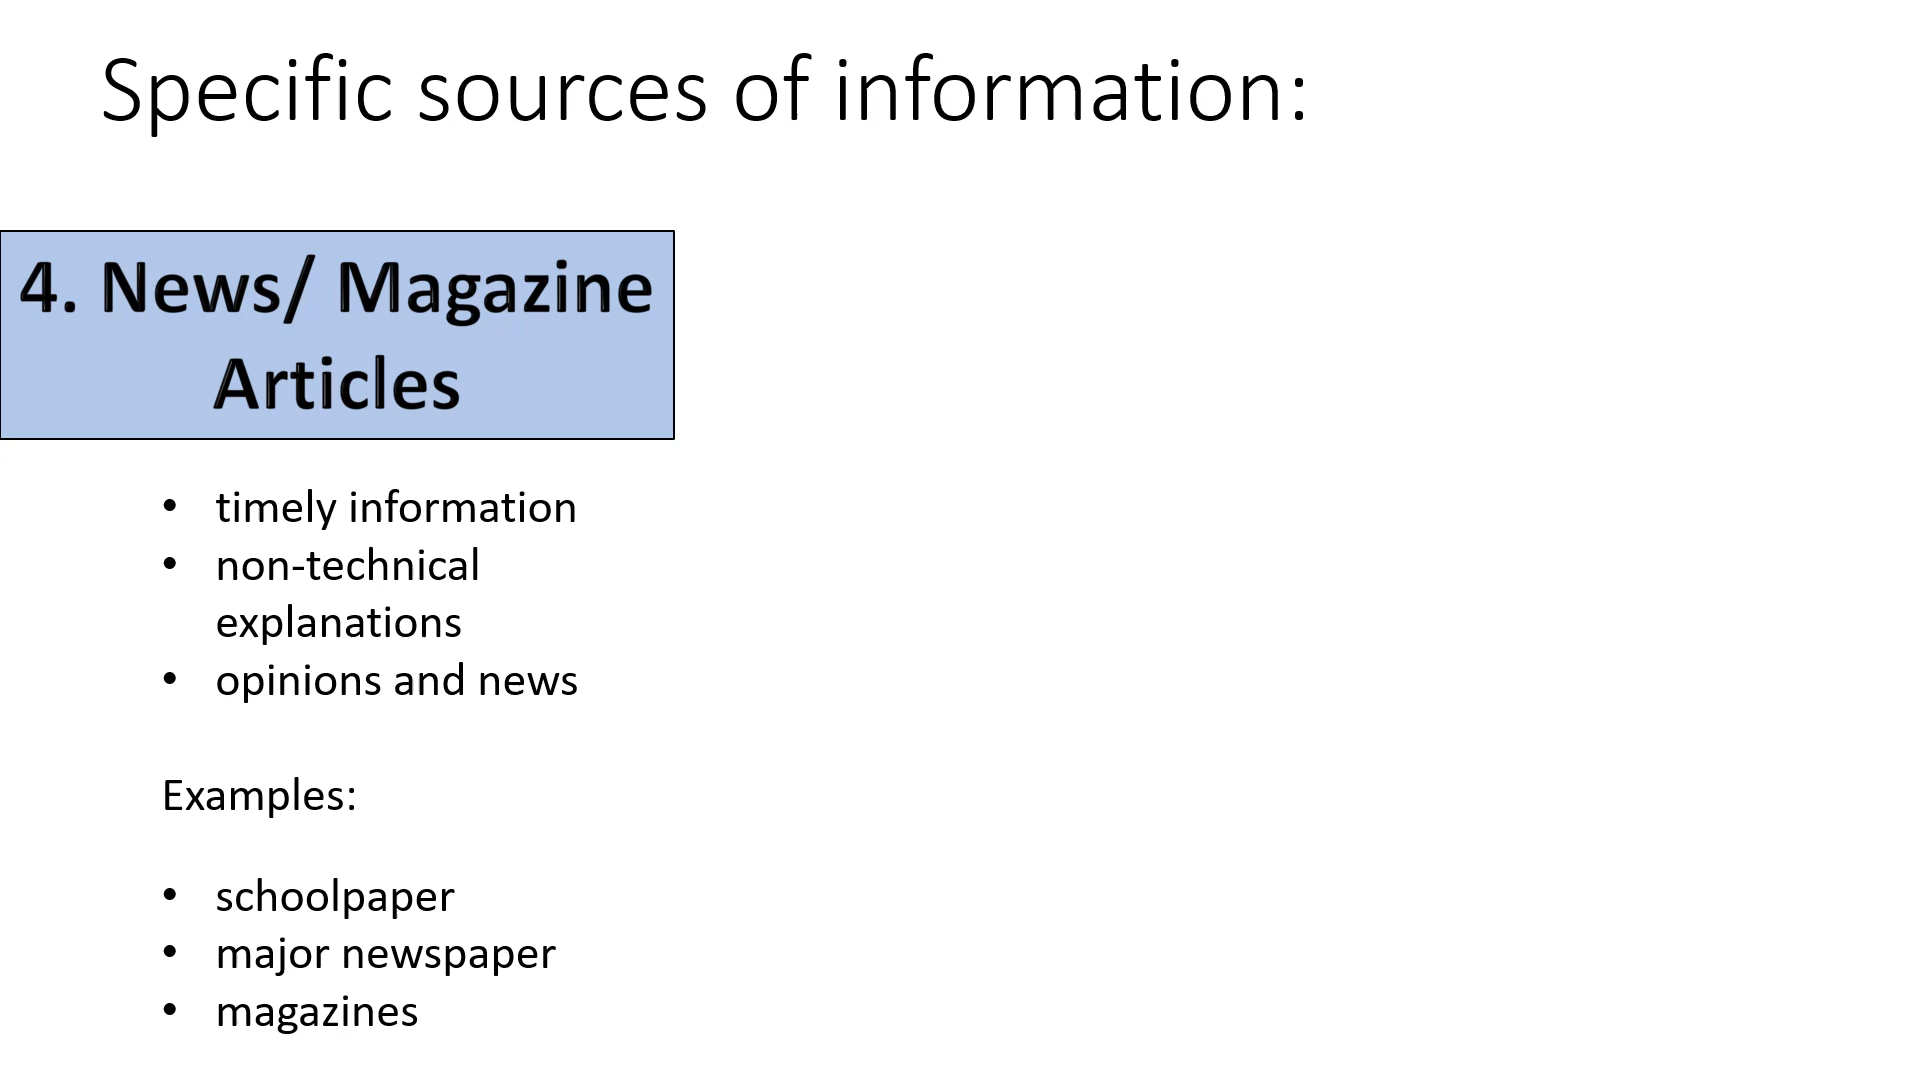 Specific sources of information:
4. News/ Magazine
Articles
• timely information
• non-technical
explanations
• opinions and news
Examples:
• schoolpaper
• major newspaper
• magazines